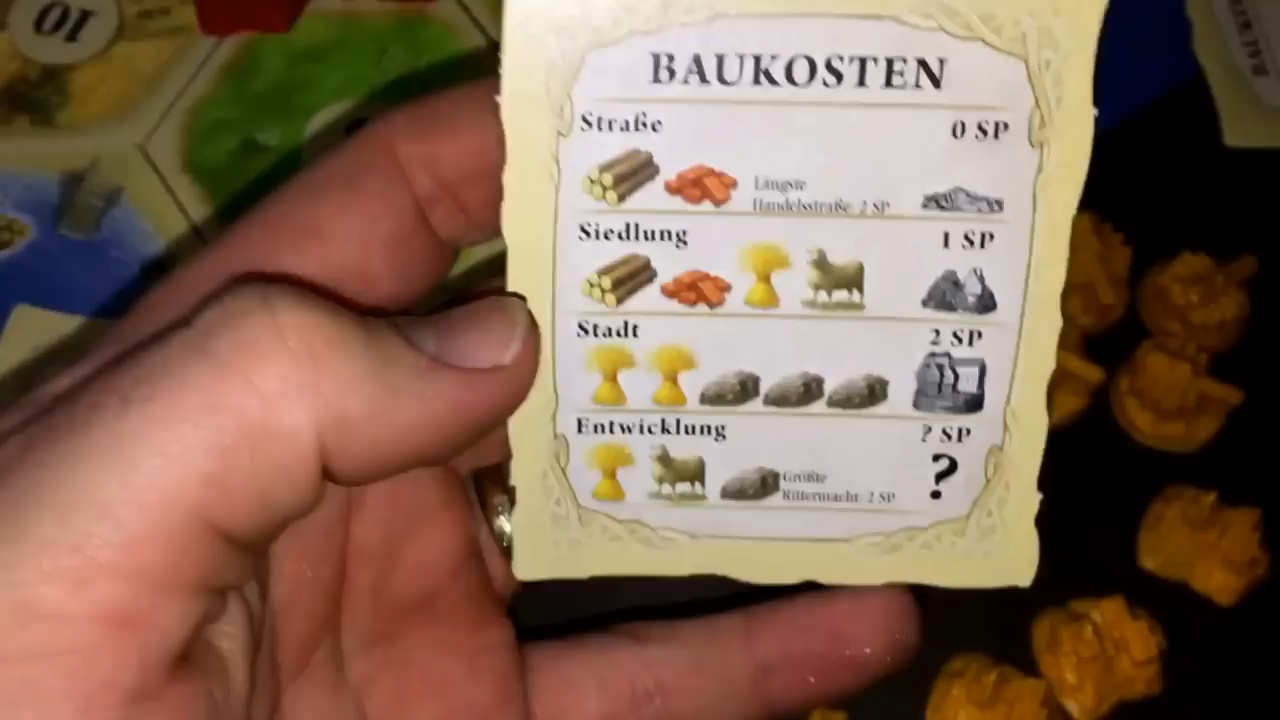 BAUKOSTEN
Straße
0 SP
Längste
Handelsstraße: 2 SP
Siedlung
1 SP
Stadt
2 SP
Entwicklung
? SP
?
Größte
Rittermacht: 2 SP
10